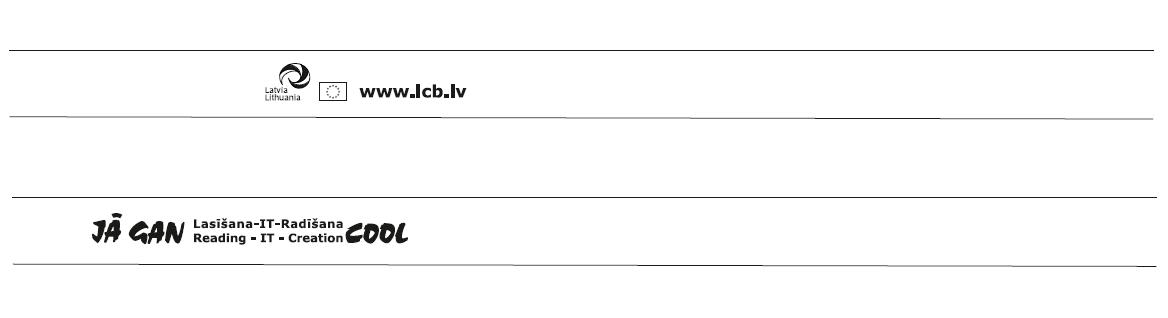 Latvia
Lithuania
www.lcb.lv
JĀ GAN Lasīšana-IT-Radīšana COOL
Reading - IT - Creation